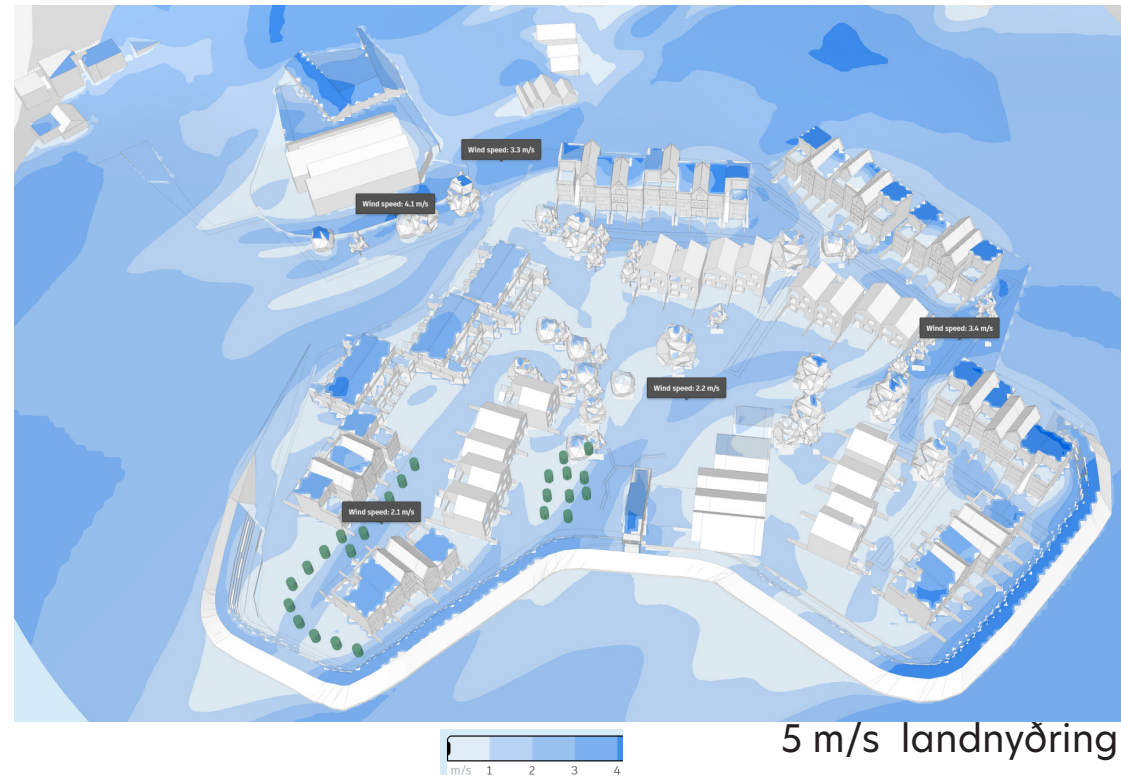 Wind speed: 3.3 m/s
Wind speed: 4.1 m/s
Wind speed: 3.4 m/s
Wind speed: 2.2 m/s
Wind speed: 2.1 m/s
5 m/s landnyðring
m/s 1 2 3 4